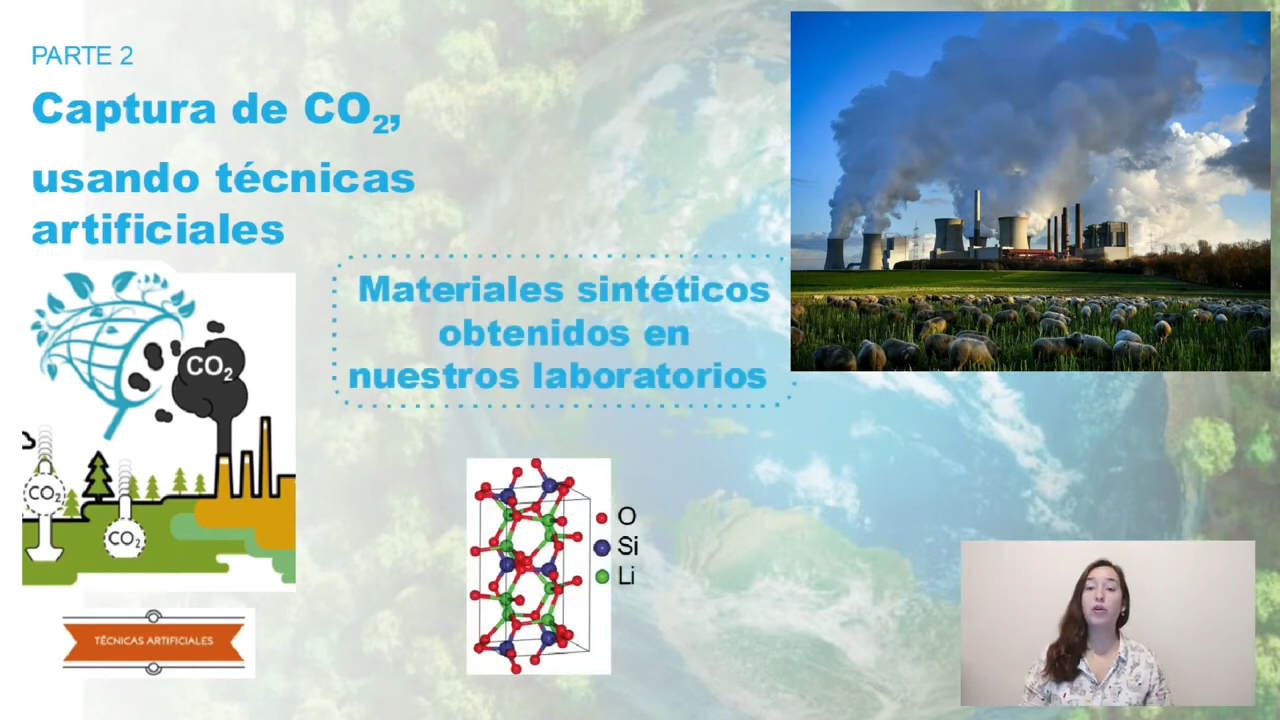 PARTE 2
Captura de CO₂,
usando técnicas
artificiales
Materiales sintéticos
obtenidos en
nuestros laboratorios
CO₂
CO₂
CO₂
TÉCNICAS ARTIFICIALES
O
Si
Li